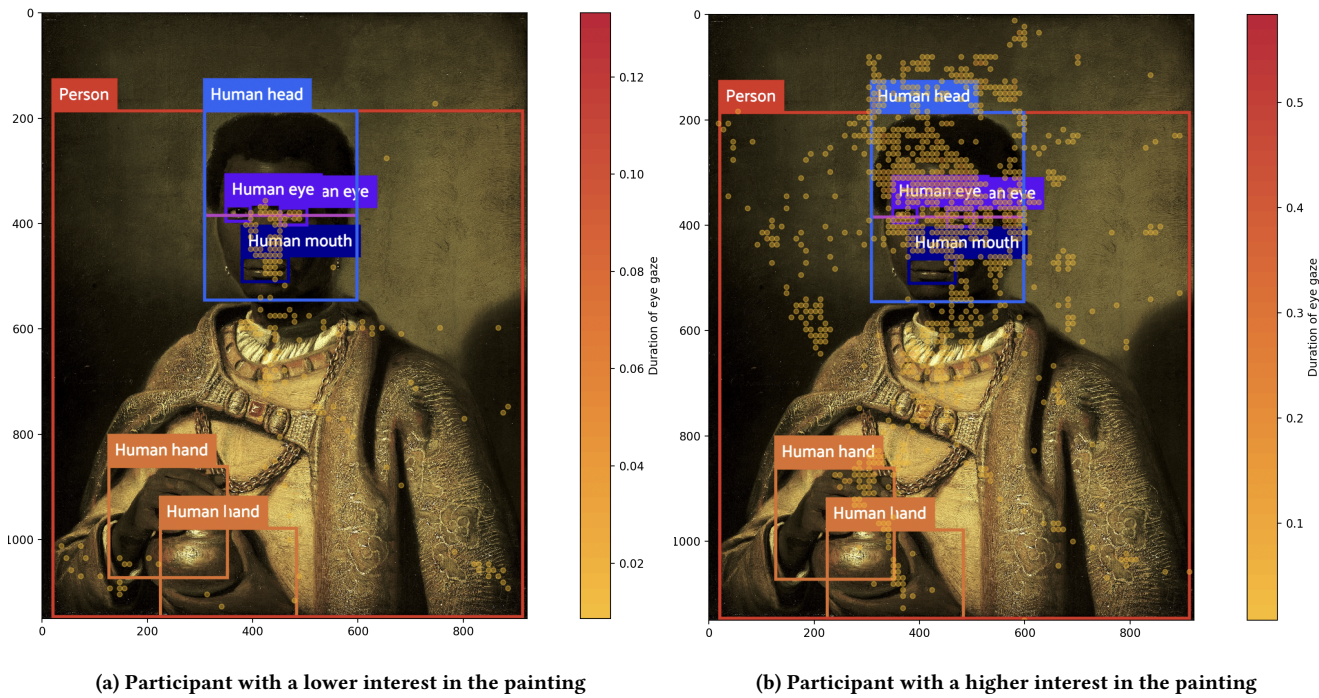 0
200
400
600
800
1000
0
200
400
600
800
Person
Human head
Human eye
an eye
Human mouth
Human hand
Human hand
0.12
0.10
0.08
0.06
0.04
0.02
Duration of eye gaze
(a) Participant with a lower interest in the painting
0
200
400
600
800
1000
0
200
400
600
800
Person
Human head
Human eye
an eye
Human mouth
Human hand
Human hand
0.5
0.4
0.3
0.2
0.1
Duration of eye gaze
(b) Participant with a higher interest in the painting